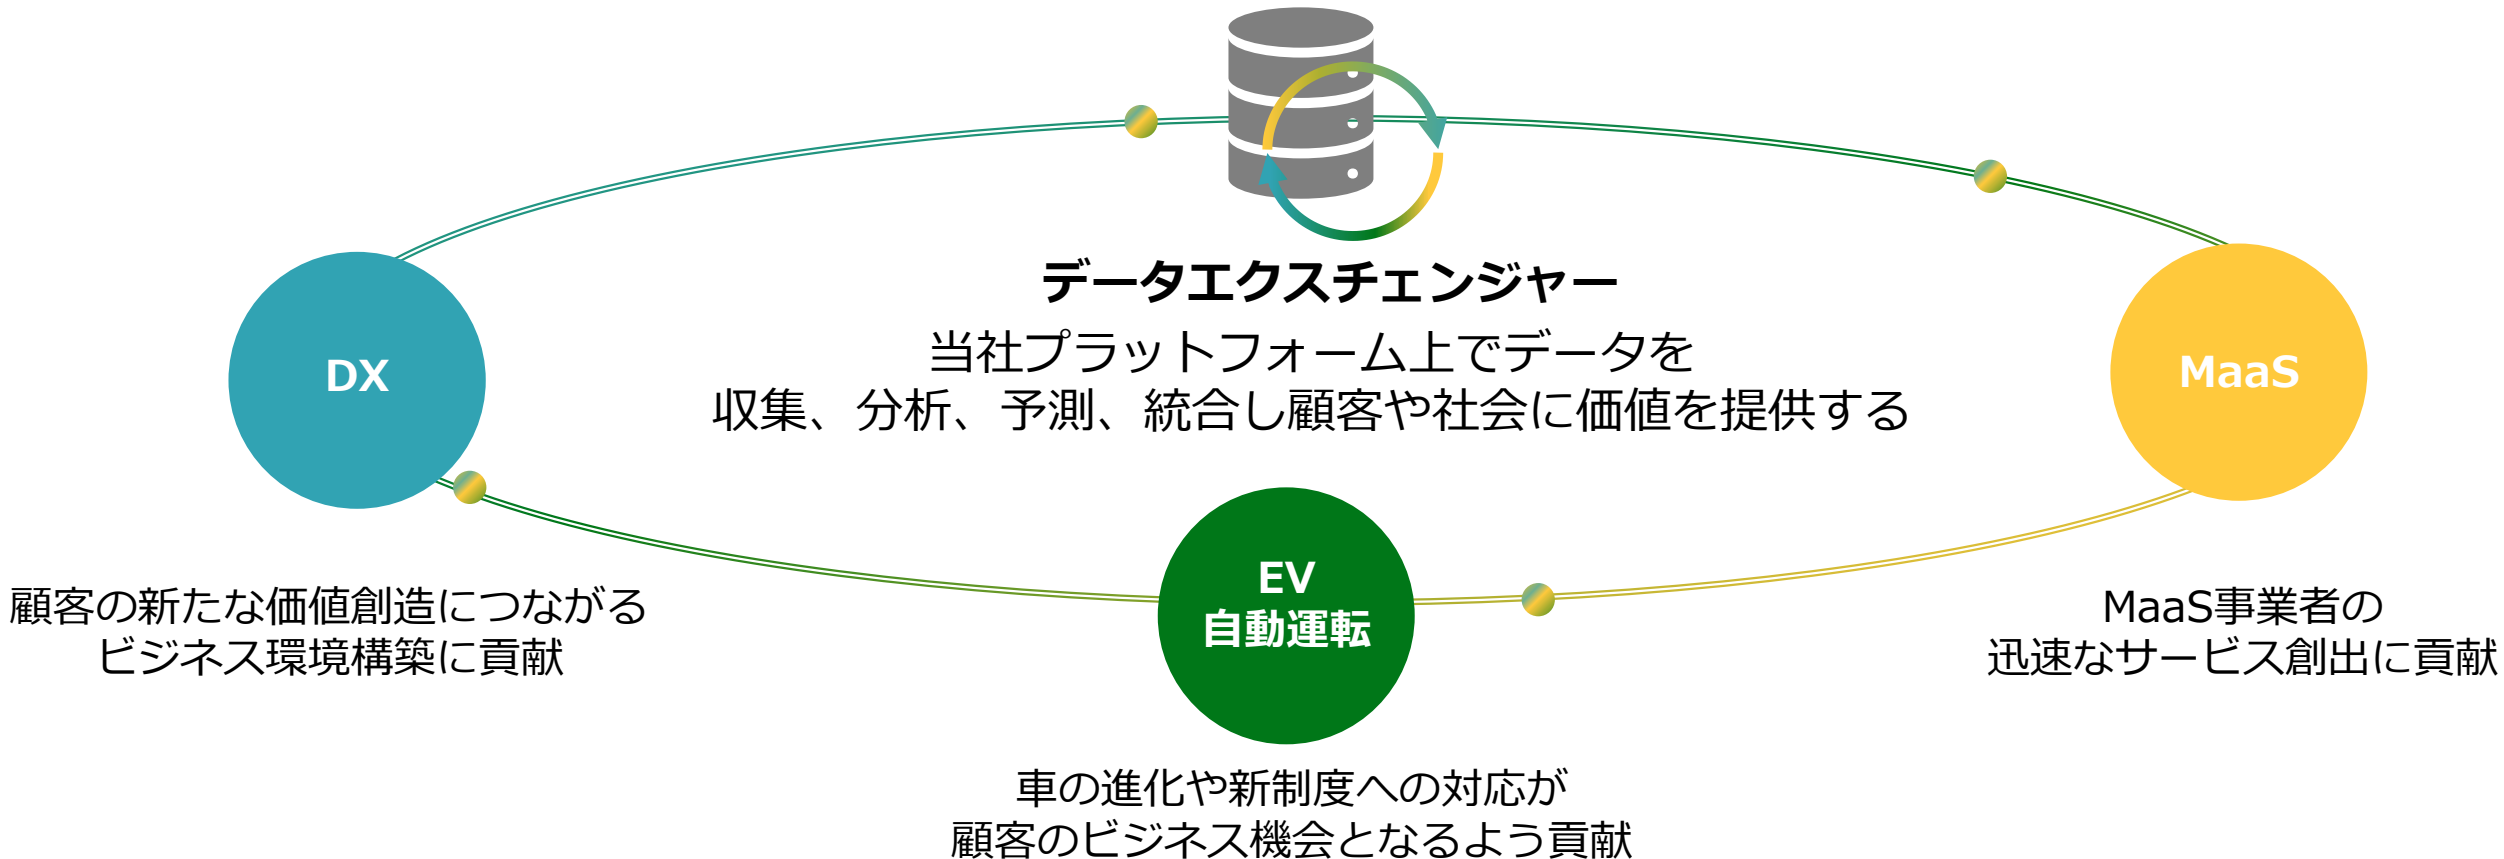 データエクスチェンジャー
当社プラットフォーム上でデータを
収集、分析、予測、統合し顧客や社会に価値を提供する
DX
MaaS
EV
自動運転
顧客の新たな価値創造につながる
ビジネス環境構築に貢献
MaaS事業者の
迅速なサービス創出に貢献
車の進化や新制度への対応が
顧客のビジネス機会となるよう貢献